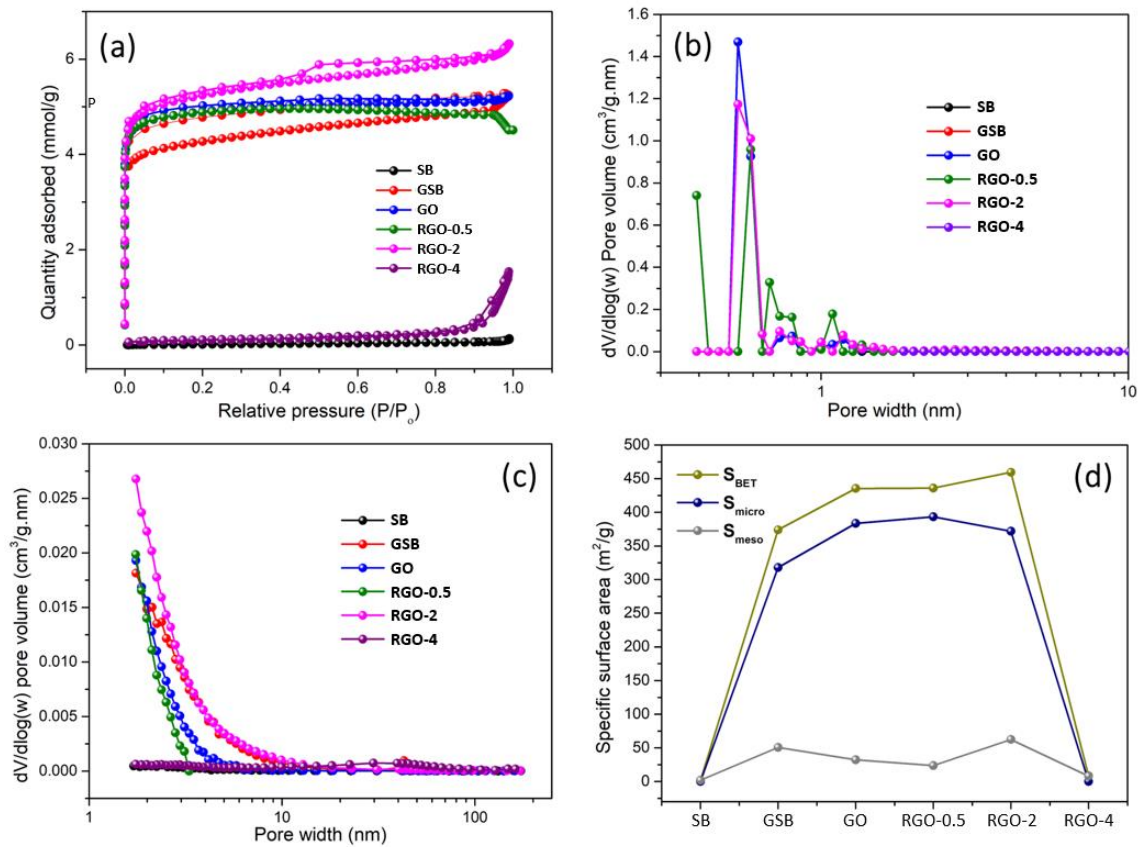 (a)
Quantity adsorbed (mmol/g)
6
4
2
0
P
SB
GSB
GO
RGO-0.5
RGO-2
RGO-4
0.0 0.2 0.4 0.6 0.8 1.0
Relative pressure (P/Po)
(b)
dV/dlog(w) Pore volume (cm3/g.nm)
1.6
1.4
1.2
1.0
0.8
0.6
0.4
0.2
0.0
SB
GSB
GO
RGO-0.5
RGO-2
RGO-4
1 10
Pore width (nm)
(c)
dV/dlog(w) pore volume (cm3/g.nm)
0.030
0.025
0.020
0.015
0.010
0.005
0.000
SB
GSB
GO
RGO-0.5
RGO-2
RGO-4
1 10 100
Pore width (nm)
(d)
Specific surface area (m2/g)
500
450
400
350
300
250
200
150
100
50
0
SBET
Smicro
Smeso
SB GSB GO RGO-0.5 RGO-2 RGO-4